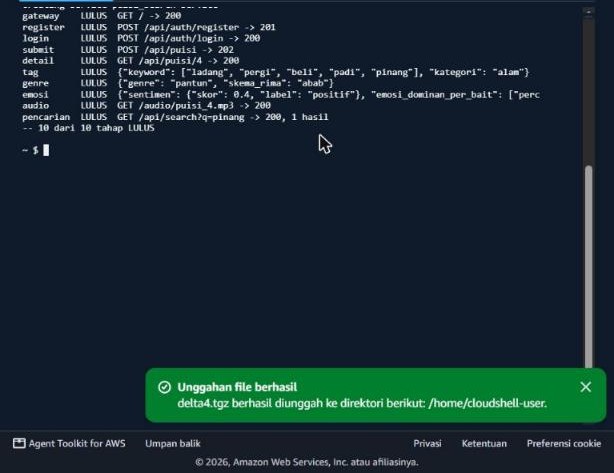 gateway LULUS GET / -> 200
register LULUS POST /api/auth/register -> 201
login LULUS POST /api/auth/login -> 200
submit LULUS POST /api/puisi -> 202
detail LULUS GET /api/puisi/4 -> 200
tag LULUS {"keyword": ["ladang", "pergi", "beli", "padi", "pinang"], "kategori": "alam"}
genre LULUS {"genre": "pantun", "skema_rima": "abab"}
emosi LULUS {"sentimen": {"skor": 0.4, "label": "positif"}, "emosi_dominan_per_bait": ["perc
audio LULUS GET /audio/puisi_4.mp3 -> 200
pencarian LULUS GET /api/search?q=pinang -> 200, 1 hasil
-- 10 dari 10 tahap LULUS
~ $
Unggahan file berhasil
delta4.tgz berhasil diunggah ke direktori berikut: /home/cloudshell-user.
Agent Toolkit for AWS Umpan balik Privasi Ketentuan Preferensi cookie
© 2026, Amazon Web Services, Inc. atau afiliasinya.